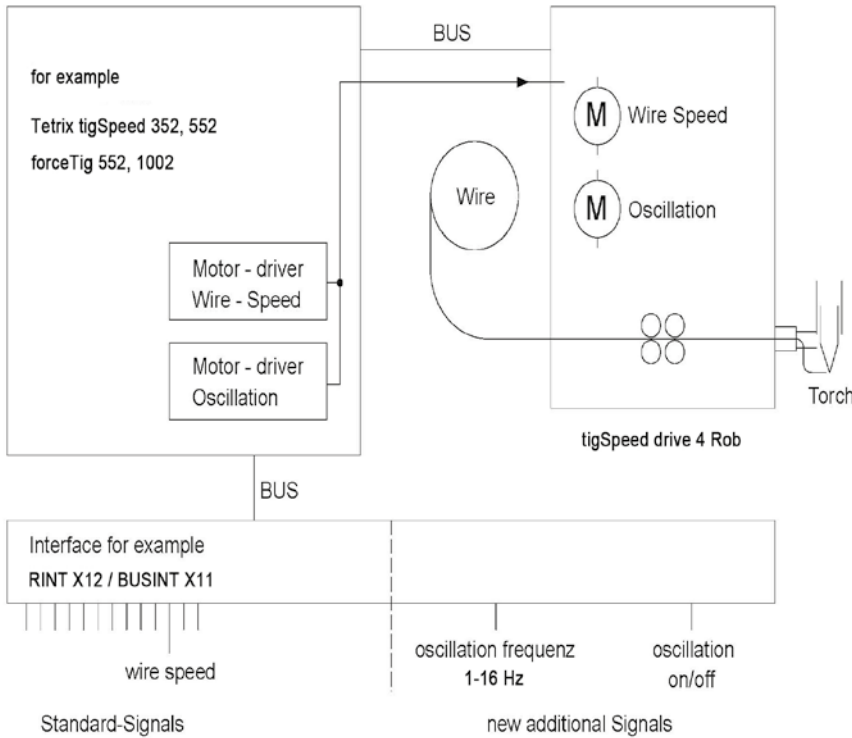 BUS
for example
Tetrix tigSpeed 352, 552
forceTig 552, 1002
M Wire Speed
Wire
M Oscillation
Motor - driver
Wire - Speed
Motor - driver
Oscillation
Torch
tigSpeed drive 4 Rob
BUS
Interface for example
RINT X12 / BUSINT X11
wire speed
oscillation frequenz
1-16 Hz
oscillation
on/off
Standard-Signals
new additional Signals